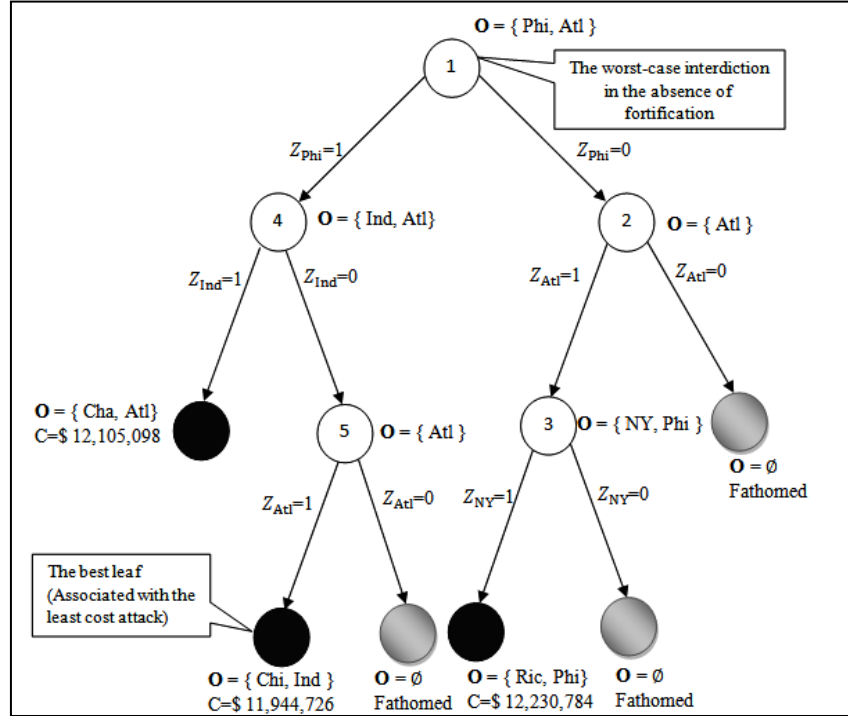 O = { Phi, Atl }
1
The worst-case interdiction
in the absence of
fortification
Z_Phi=1
Z_Phi=0
4
O = { Ind, Atl}
2
O = { Atl }
Z_Ind=1
Z_Ind=0
Z_Atl=1
Z_Atl=0
O = { Cha, Atl}
C=$ 12,105,098
5
O = { Atl }
3
O = { NY, Phi }
O = ∅
Fathomed
Z_Atl=1
Z_Atl=0
Z_NY=1
Z_NY=0
The best leaf
(Associated with the
least cost attack)
O = { Chi, Ind }
C=$ 11,944,726
O = ∅
Fathomed
O = { Ric, Phi}
C=$ 12,230,784
O = ∅
Fathomed